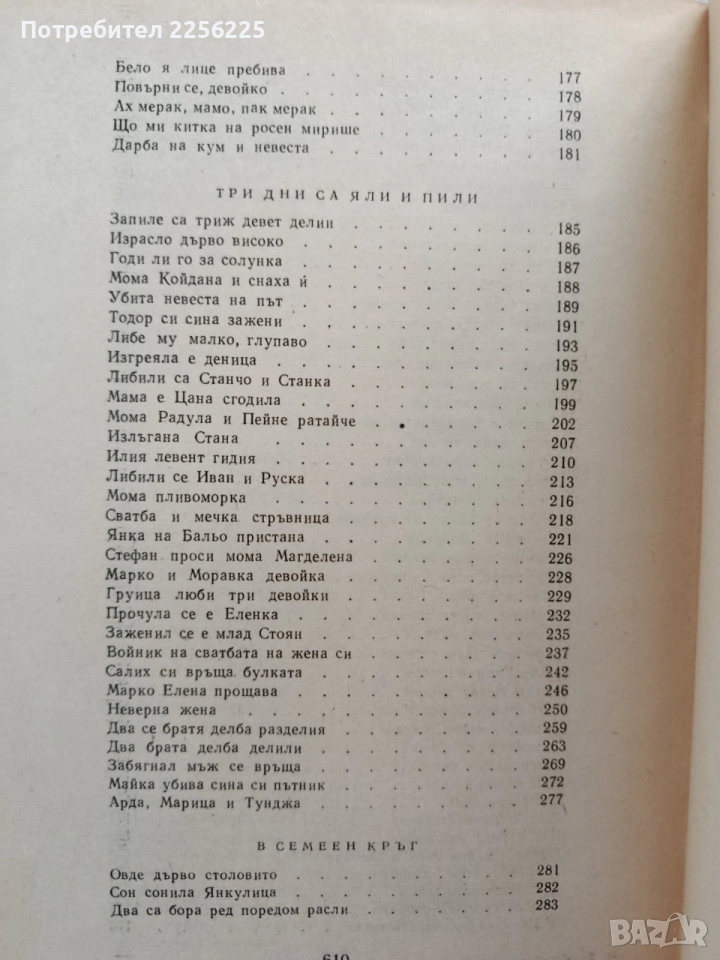 Потребител 2256225
Бело я лице пребива . . . . . . . . . 177
Повърни се, девойко . . . . . . . . . 178
Ах мерак, мамо, пак мерак . . . . . . . 179
Що ми китка на росен мирише . . . . . . 180
Дарба на кум и невеста . . . . . . . . 181
ТРИ ДНИ СА ЯЛИ И ПИЛИ
Запиле са триж девет делии . . . . . . . 185
Израсло дърво високо . . . . . . . . . 186
Годи ли го за солунка . . . . . . . . . 187
Мома Койдана и снаха ѝ . . . . . . . . 188
Убита невеста на път . . . . . . . . . 189
Тодор си сина зажени . . . . . . . . . 191
Либе му малко, глупаво . . . . . . . . 193
Изгреяла е деница . . . . . . . . . . 195
Либили са Станчо и Станка . . . . . . . 197
Мама е Цана сгодила . . . . . . . . . 199
Мома Радула и Пейне ратайче . . . . . . 202
Излъгана Стана . . . . . . . . . . 207
Илия левент гидия . . . . . . . . . . 210
Либили се Иван и Руска . . . . . . . . 213
Мома пливоморка . . . . . . . . . . 216
Сватба и мечка стръвница . . . . . . . 218
Янка на Бальо пристана . . . . . . . . 221
Стефан проси мома Магделена . . . . . . 226
Марко и Моравка девойка . . . . . . . 228
Груица люби три девойки . . . . . . . 229
Прочула се е Еленка . . . . . . . . . 232
Заженил се е млад Стоян . . . . . . . 235
Войник на сватбата на жена си . . . . . . 237
Салих си връща булката . . . . . . . . 242
Марко Елена прощава . . . . . . . . . 246
Неверна жена . . . . . . . . . . . 250
Два се братя делба разделия . . . . . . 259
Два брата делба делили . . . . . . . . 263
Забягнал мъж се връща . . . . . . . . 269
Майка убива сина си пътник . . . . . . . 272
Арда, Марица и Тунджа . . . . . . . . 277
В СЕМЕЕН КРЪГ
Овде дърво столовито . . . . . . . . . 281
Сон сонила Янкулица . . . . . . . . . 282
Два са бора ред поредом расли . . . . . . 283
610
BAZAR